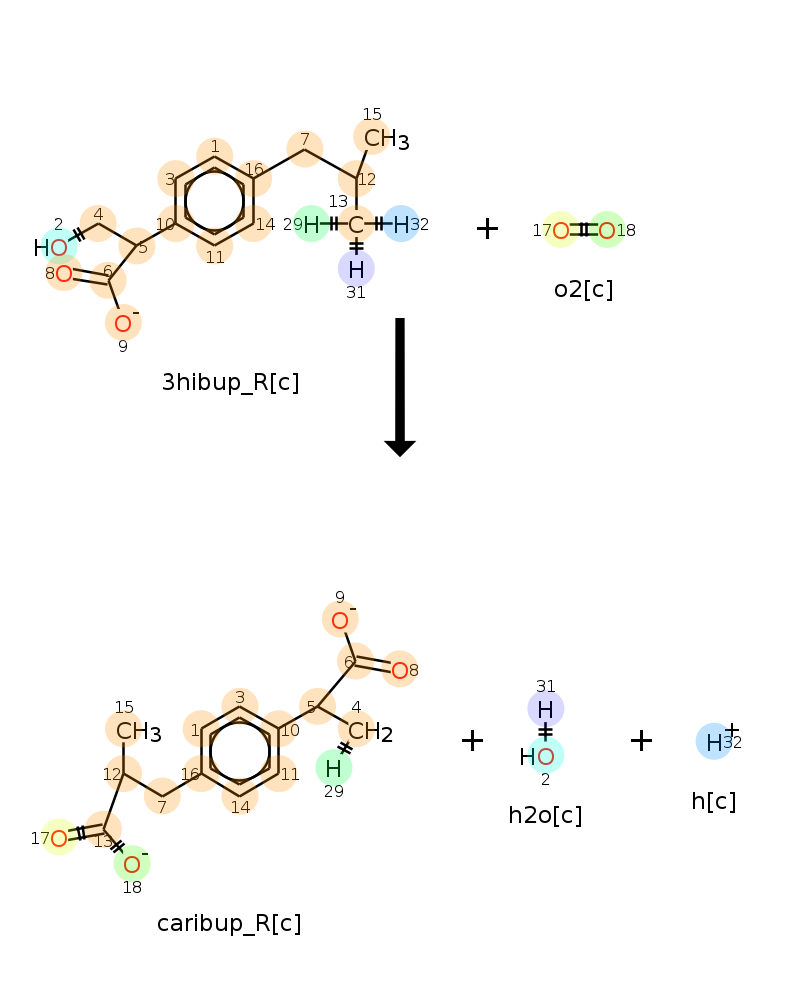 15
CH3
1
7
3
16
12
13
2
4
29 H C H 32
10
14
17 O O 18
HO
5
11
H
8 O
6
31
o2[c]
O-
9
+
3hibup_R[c]
9
O-
6
O 8
31
15
3
5
4
H
CH3
1
10
CH2
+
HO
+
H+
32
12
16
11
H
2
7
14
29
h2o[c]
h[c]
17 O
13
O-
18
caribup_R[c]